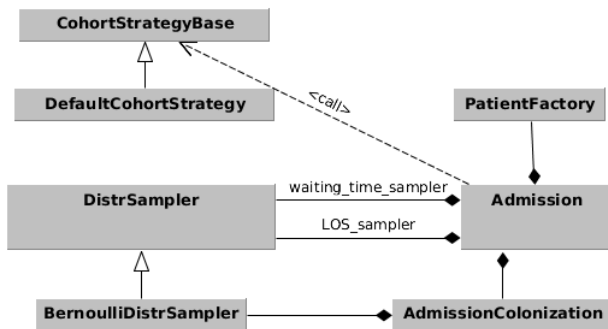 CohortStrategyBase
DefaultCohortStrategy
<call>
PatientFactory
DistrSampler
waiting_time_sampler
LOS_sampler
Admission
BernoulliDistrSampler
AdmissionColonization